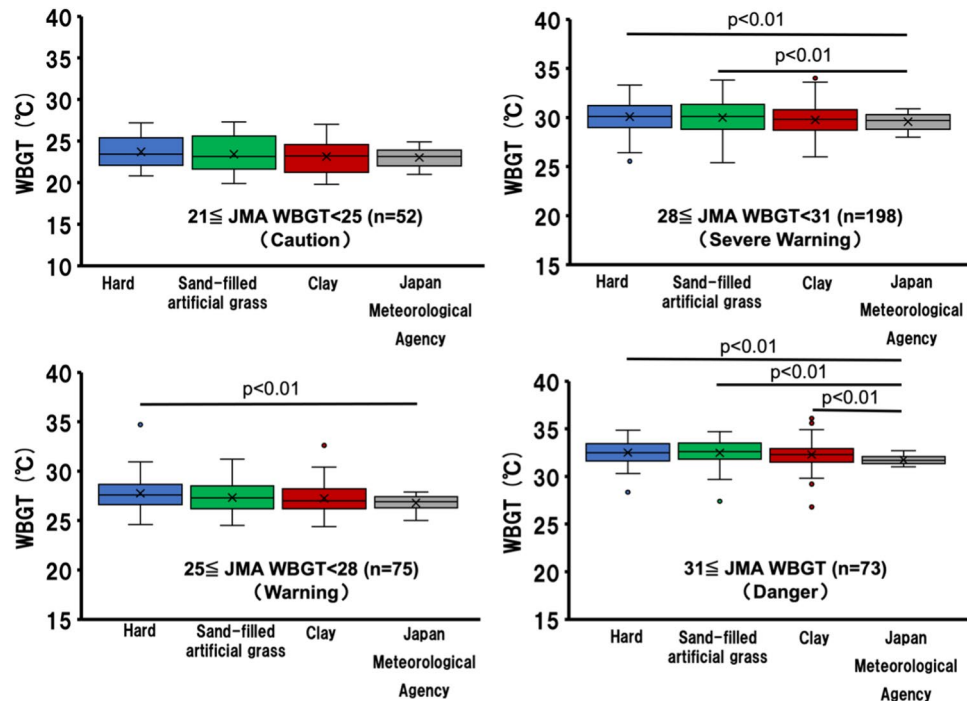 40
35
30
25
20
15
10
WBGT (℃)
21≦ JMA WBGT<25 (n=52)
（Caution）
Hard
Sand-filled
artificial grass
Clay
Japan
Meteorological
Agency
p<0.01
p<0.01
40
35
30
25
20
15
WBGT (℃)
28≦ JMA WBGT<31 (n=198)
（Severe Warning）
Hard
Sand-filled
artificial grass
Clay
Japan
Meteorological
Agency
p<0.01
40
35
30
25
20
15
WBGT (℃)
25≦ JMA WBGT<28 (n=75)
（Warning）
Hard
Sand-filled
artificial grass
Clay
Japan
Meteorological
Agency
p<0.01
p<0.01
p<0.01
40
35
30
25
20
15
WBGT (℃)
31≦ JMA WBGT (n=73)
（Danger）
Hard
Sand-filled
artificial grass
Clay
Japan
Meteorological
Agency